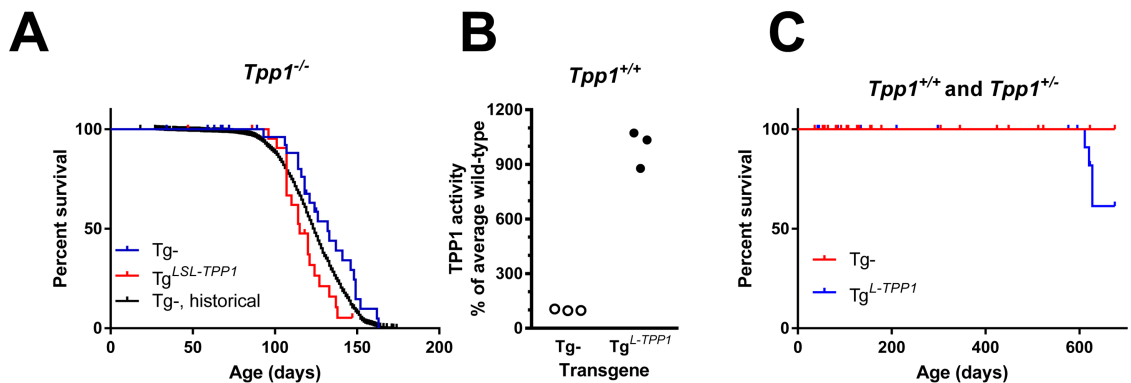 A
Tpp1-/-
Percent survival
100
50
0
Tg-
TgLSL-TPP1
Tg-, historical
0 50 100 150 200
Age (days)
B
Tpp1+/+
TPP1 activity
% of average wild-type
1200
900
600
300
0
Tg- TgL-TPP1
Transgene
C
Tpp1+/+ and Tpp1+/-
Percent survival
100
50
0
Tg-
TgL-TPP1
0 200 400 600
Age (days)